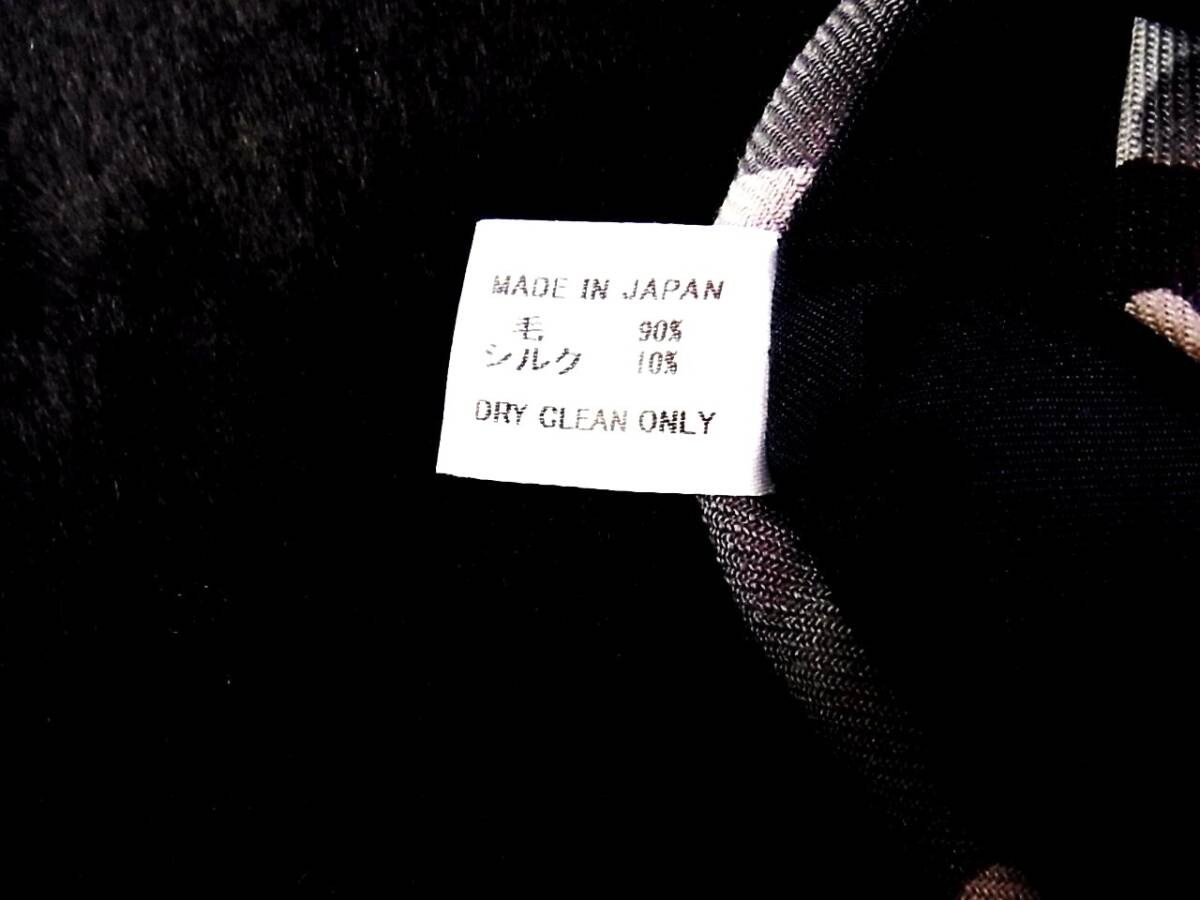 MADE IN JAPAN
毛 90%
シルク 10%
DRY CLEAN ONLY